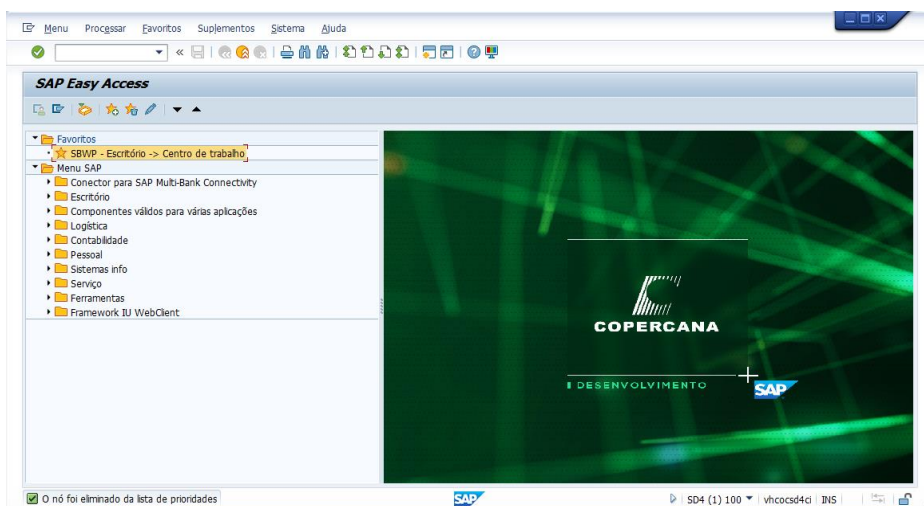 Menu Processar Favoritos Suplementos Sistema Ajuda
SAP Easy Access
Favoritos
SBWP - Escritório -> Centro de trabalho
Menu SAP
Conector para SAP Multi-Bank Connectivity
Escritório
Componentes válidos para várias aplicações
Logística
Contabilidade
Pessoal
Sistemas info
Serviço
Ferramentas
Framework IU WebClient
COPERCANA
DESENVOLVIMENTO
SAP
O nó foi eliminado da lista de prioridades
SAP
SD4 (1) 100 vhcocsd4ci INS